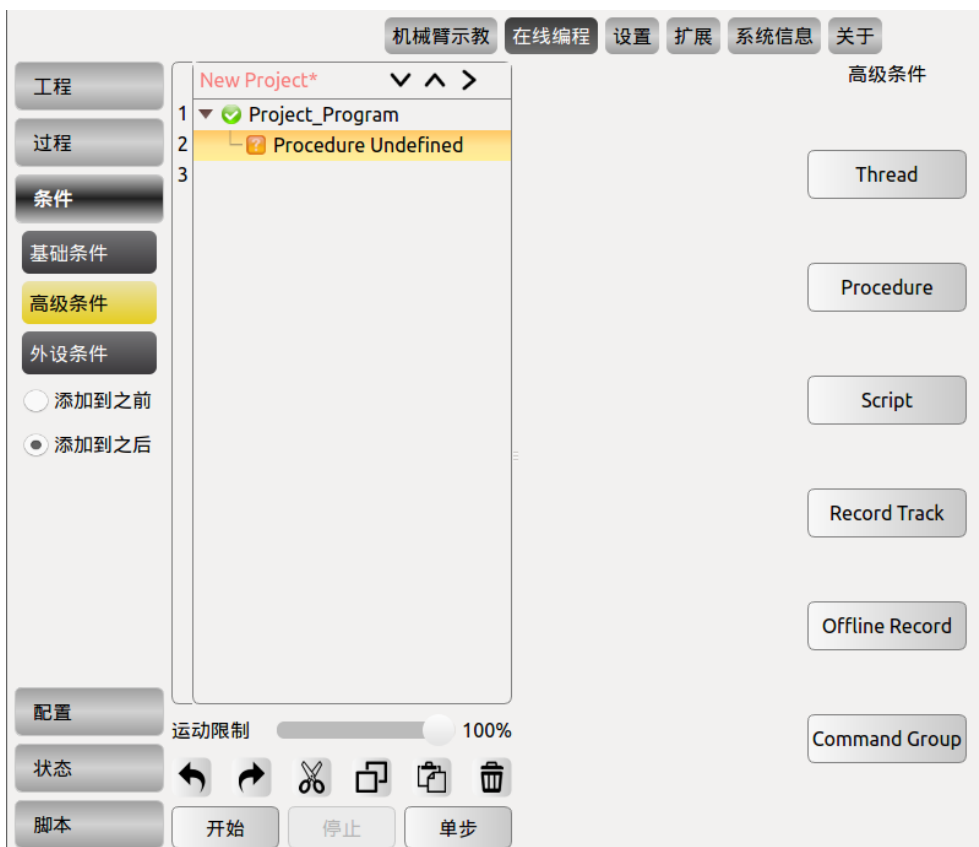 机械臂示教 在线编程 设置 扩展 系统信息 关于
工程
过程
条件
基础条件
高级条件
外设条件
添加到之前
添加到之后
配置
状态
脚本
New Project*
1 Project_Program
2 Procedure Undefined
3
运动限制 100%
开始 停止 单步
高级条件
Thread
Procedure
Script
Record Track
Offline Record
Command Group